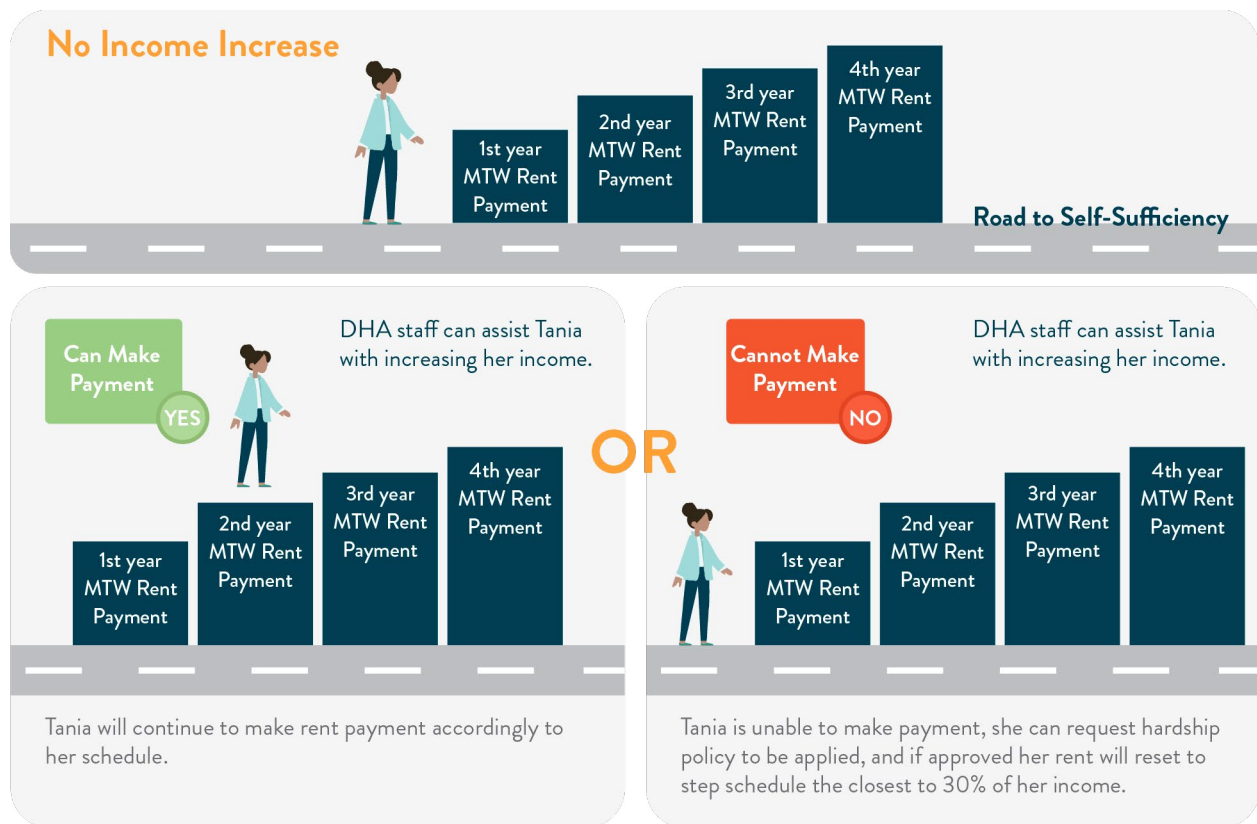 No Income Increase
1st year
MTW Rent
Payment
2nd year
MTW Rent
Payment
3rd year
MTW Rent
Payment
4th year
MTW Rent
Payment
Road to Self-Sufficiency
Can Make
Payment
YES
DHA staff can assist Tania
with increasing her income.
1st year
MTW Rent
Payment
2nd year
MTW Rent
Payment
3rd year
MTW Rent
Payment
4th year
MTW Rent
Payment
Tania will continue to make rent payment accordingly to
her schedule.
OR
Cannot Make
Payment
NO
DHA staff can assist Tania
with increasing her income.
1st year
MTW Rent
Payment
2nd year
MTW Rent
Payment
3rd year
MTW Rent
Payment
4th year
MTW Rent
Payment
Tania is unable to make payment, she can request hardship
policy to be applied, and if approved her rent will reset to
step schedule the closest to 30% of her income.